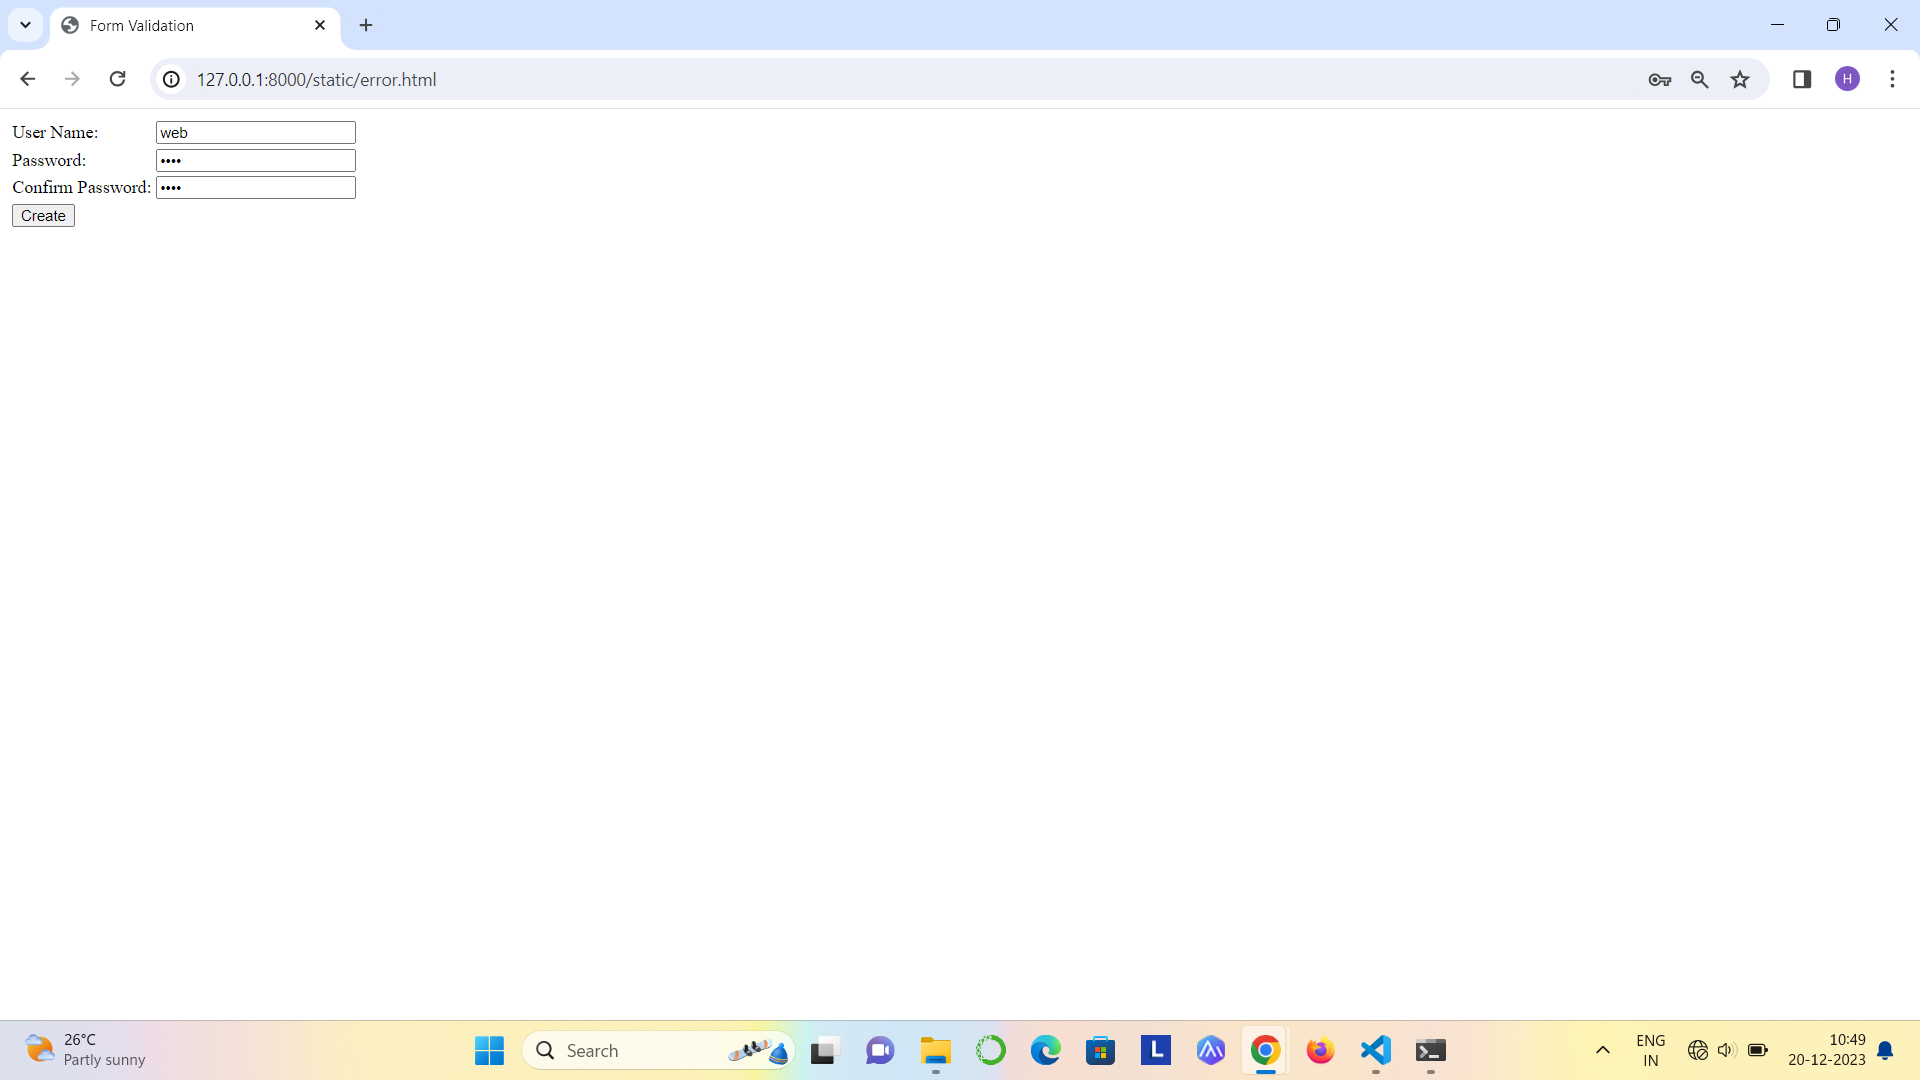 Form Validation
127.0.0.1:8000/static/error.html
H
User Name: web
Password: ••••
Confirm Password: ••••
Create
26°C
Partly sunny
Search
L
ENG
IN
10:49
20-12-2023